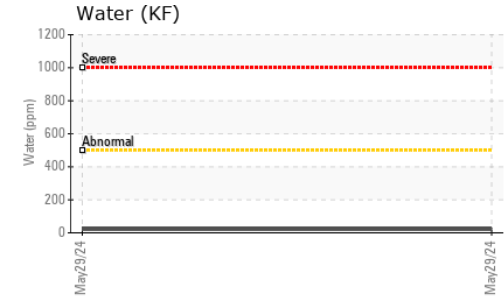 Water (KF)
1200
Severe
1000
800
Water (ppm)
600
Abnormal
400
200
0
May29/24
May29/24